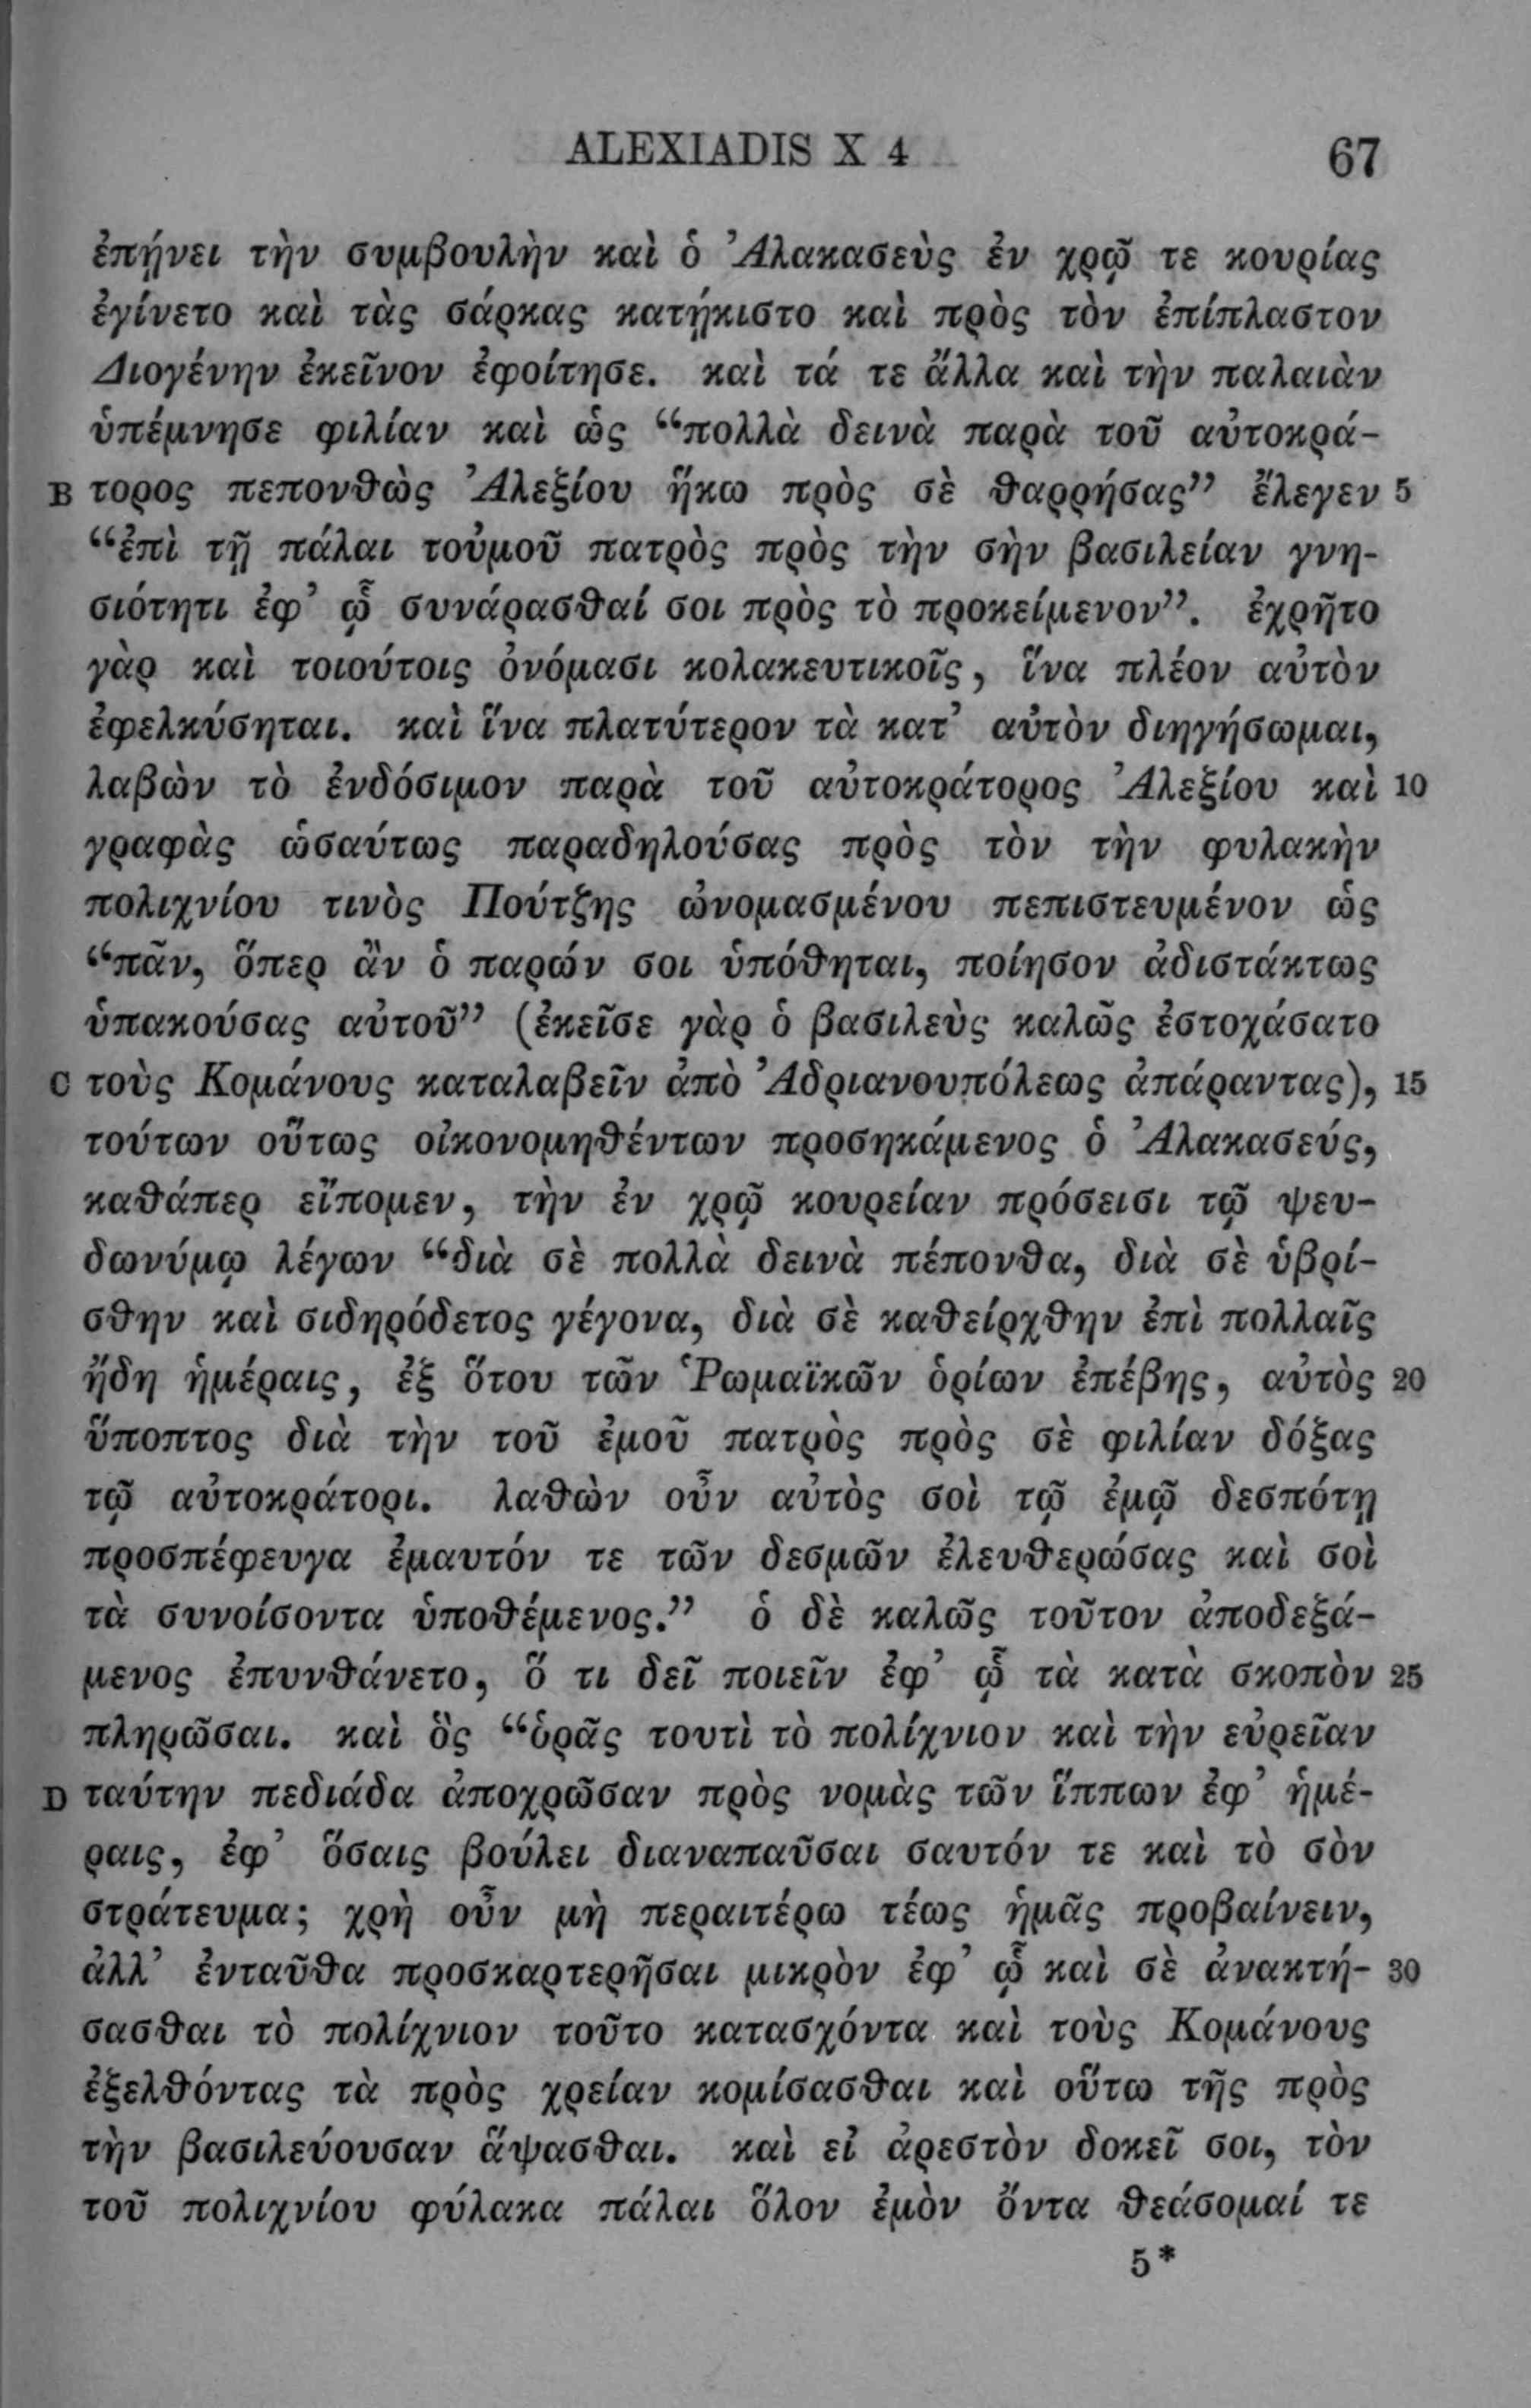 ALEXIADIS X 4 67
ἐπῄνει τὴν συμβουλὴν καὶ ὁ Ἀλακασεὺς ἐν χρῷ τε κουρίας
ἐγίνετο καὶ τὰς σάρκας κατῄκιστο καὶ πρὸς τὸν ἐπίπλαστον
Διογένην ἐκεῖνον ἐφοίτησε. καὶ τά τε ἄλλα καὶ τὴν παλαιὰν
ὑπέμνησε φιλίαν καὶ ὡς “πολλὰ δεινὰ παρὰ τοῦ αὐτοκρά-
B τορος πεπονθὼς Ἀλεξίου ἥκω πρὸς σὲ θαρρήσας” ἔλεγεν 5
“ἐπὶ τῇ πάλαι τοὐμοῦ πατρὸς πρὸς τὴν σὴν βασιλείαν γνη-
σιότητι ἐφ’ ᾧ συνάρασθαί σοι πρὸς τὸ προκείμενον”. ἐχρῆτο
γὰρ καὶ τοιούτοις ὀνόμασι κολακευτικοῖς, ἵνα πλέον αὐτὸν
ἐφελκύσηται. καὶ ἵνα πλατύτερον τὰ κατ’ αὐτὸν διηγήσωμαι,
λαβὼν τὸ ἐνδόσιμον παρὰ τοῦ αὐτοκράτορος Ἀλεξίου καὶ 10
γραφὰς ὡσαύτως παραδηλούσας πρὸς τὸν τὴν φυλακὴν
πολιχνίου τινὸς Πούτζης ὠνομασμένου πεπιστευμένον ὡς
“πᾶν, ὅπερ ἂν ὁ παρών σοι ὑπόθηται, ποίησον ἀδιστάκτως
ὑπακούσας αὐτοῦ” (ἐκεῖσε γὰρ ὁ βασιλεὺς καλῶς ἐστοχάσατο
C τοὺς Κομάνους καταλαβεῖν ἀπὸ Ἀδριανουπόλεως ἀπάραντας), 15
τούτων οὕτως οἰκονομηθέντων προσηκάμενος ὁ Ἀλακασεύς,
καθάπερ εἴπομεν, τὴν ἐν χρῷ κουρείαν πρόσεισι τῷ ψευ-
δωνύμῳ λέγων “διὰ σὲ πολλὰ δεινὰ πέπονθα, διὰ σὲ ὑβρί-
σθην καὶ σιδηρόδετος γέγονα, διὰ σὲ καθείρχθην ἐπὶ πολλαῖς
ἤδη ἡμέραις, ἐξ ὅτου τῶν Ῥωμαϊκῶν ὁρίων ἐπέβης, αὐτὸς 20
ὕποπτος διὰ τὴν τοῦ ἐμοῦ πατρὸς πρὸς σὲ φιλίαν δόξας
τῷ αὐτοκράτορι. λαθὼν οὖν αὐτὸς σοὶ τῷ ἐμῷ δεσπότῃ
προσπέφευγα ἐμαυτόν τε τῶν δεσμῶν ἐλευθερώσας καὶ σοὶ
τὰ συνοίσοντα ὑποθέμενος.” ὁ δὲ καλῶς τοῦτον ἀποδεξά-
μενος ἐπυνθάνετο, ὅ τι δεῖ ποιεῖν ἐφ’ ᾧ τὰ κατὰ σκοπὸν 25
πληρῶσαι. καὶ ὃς “ὁρᾷς τουτὶ τὸ πολίχνιον καὶ τὴν εὐρεῖαν
D ταύτην πεδιάδα ἀποχρῶσαν πρὸς νομὰς τῶν ἵππων ἐφ’ ἡμέ-
ραις, ἐφ’ ὅσαις βούλει διαναπαῦσαι σαυτόν τε καὶ τὸ σὸν
στράτευμα; χρὴ οὖν μὴ περαιτέρω τέως ἡμᾶς προβαίνειν,
ἀλλ’ ἐνταῦθα προσκαρτερῆσαι μικρὸν ἐφ’ ᾧ καὶ σὲ ἀνακτή- 30
σασθαι τὸ πολίχνιον τοῦτο κατασχόντα καὶ τοὺς Κομάνους
ἐξελθόντας τὰ πρὸς χρείαν κομίσασθαι καὶ οὕτω τῆς πρὸς
τὴν βασιλεύουσαν ἅψασθαι. καὶ εἰ ἀρεστὸν δοκεῖ σοι, τὸν
τοῦ πολιχνίου φύλακα πάλαι ὅλον ἐμὸν ὄντα θεάσομαί τε
5*